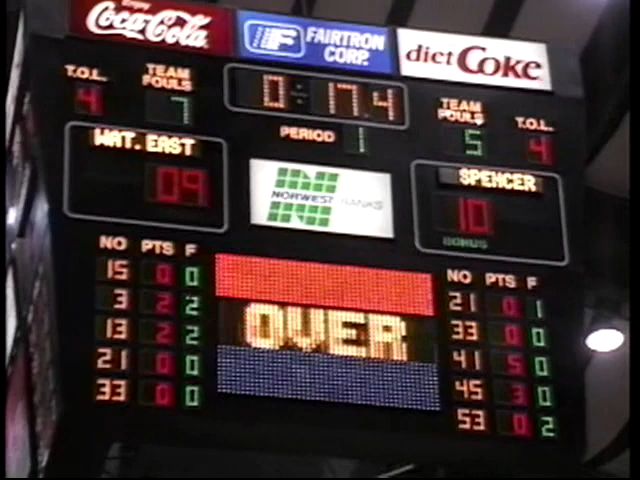 Enjoy
Coca-Cola
FAIRTRON CORP.
diet Coke
T.O.L. TEAM FOULS 0:17.4 TEAM FOULS T.O.L.
4 7 PERIOD 1 5 4
WAT.EAST SPENCER
09 NORWEST BANKS 10
BONUS
NO PTS F NO PTS F
15 0 0 21 0 1
3 2 2 33 0 0
13 2 2 OVER 41 5 0
21 0 0 45 3 0
33 0 0 53 0 2